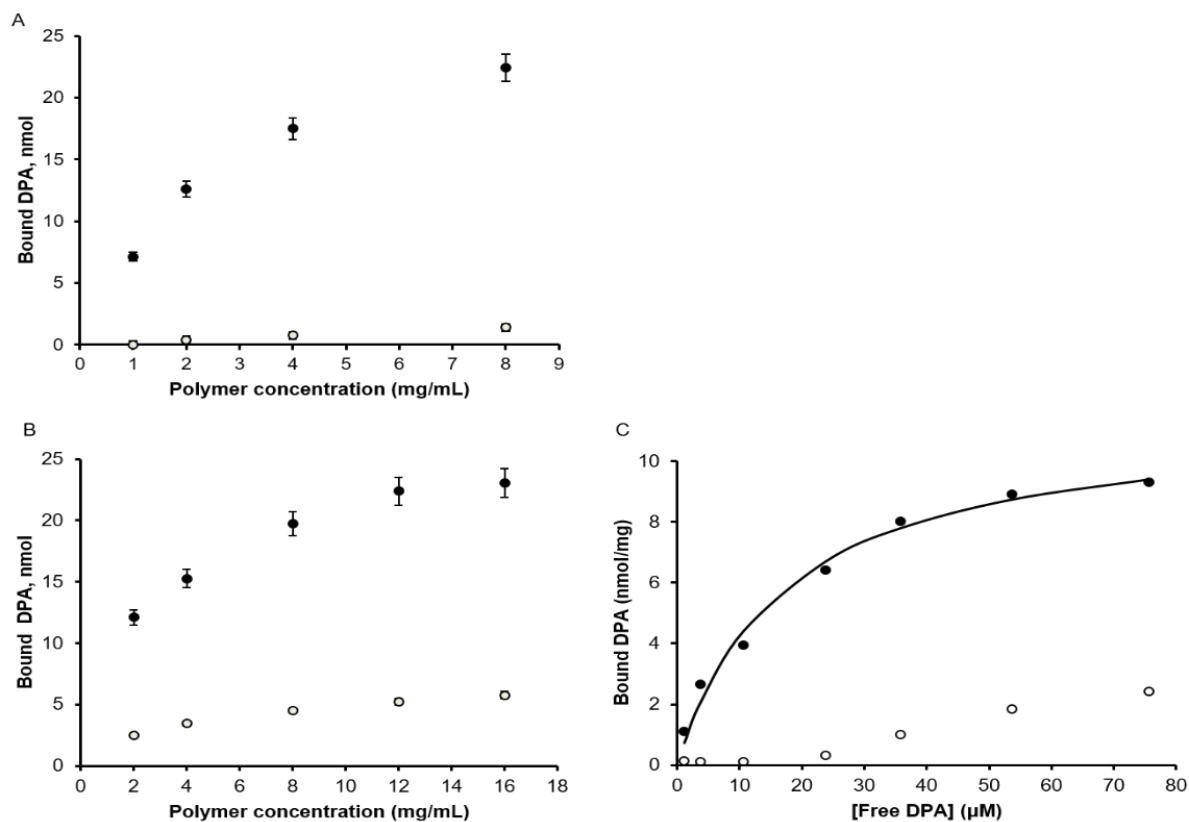 A
25
20
15
10
5
0
Bound DPA, nmol
0 1 2 3 4 5 6 7 8 9
Polymer concentration (mg/mL)
B
25
20
15
10
5
0
Bound DPA, nmol
0 2 4 6 8 10 12 14 16 18
Polymer concentration (mg/mL)
C
10
8
6
4
2
0
Bound DPA (nmol/mg)
0 10 20 30 40 50 60 70 80
[Free DPA] (µM)